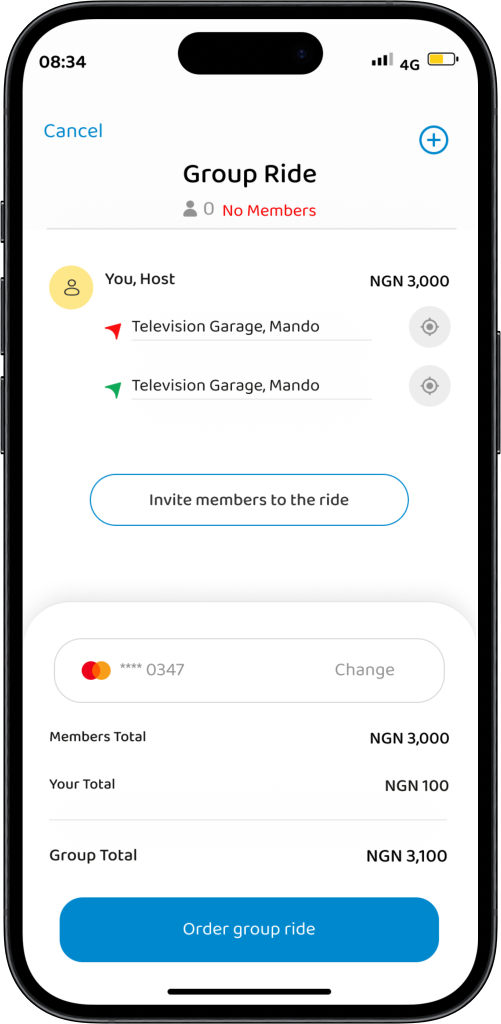 08:34 4G
Cancel
Group Ride
0 No Members
You, Host NGN 3,000
Television Garage, Mando
Television Garage, Mando
Invite members to the ride
**** 0347 Change
Members Total NGN 3,000
Your Total NGN 100
Group Total NGN 3,100
Order group ride